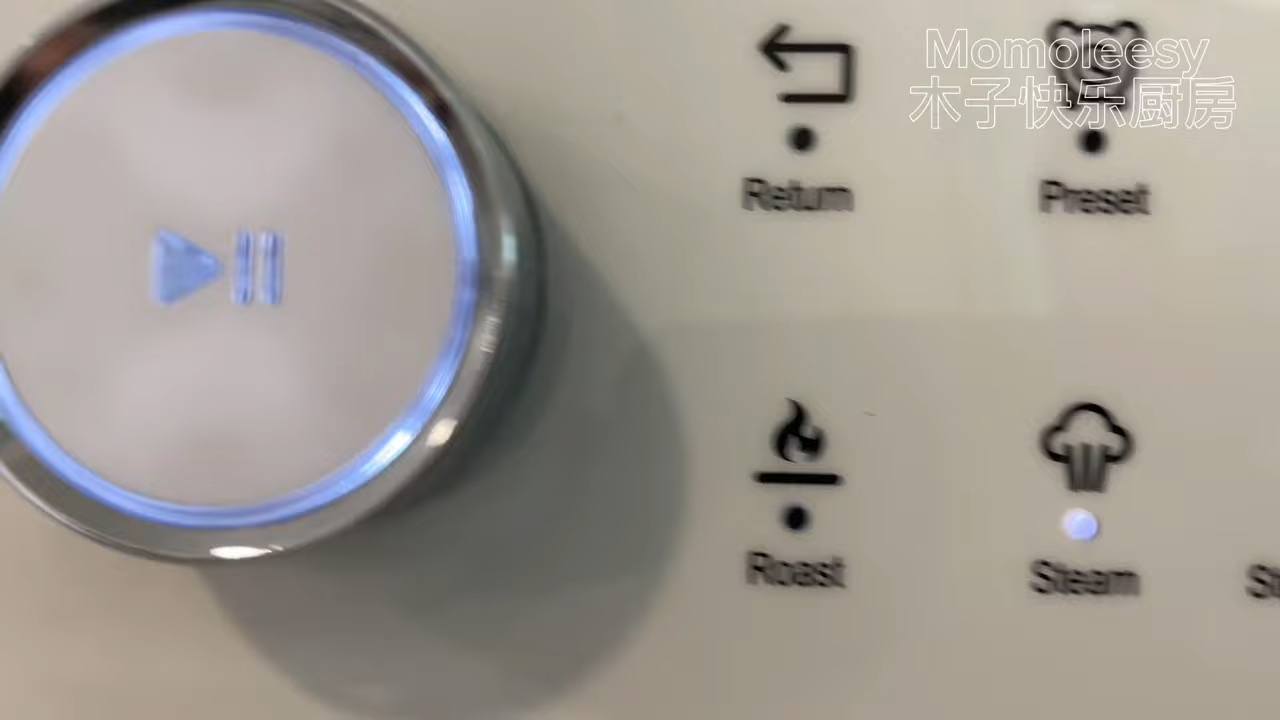 Momoleesy
木子快乐厨房
Return
Preset
Roast
Steam